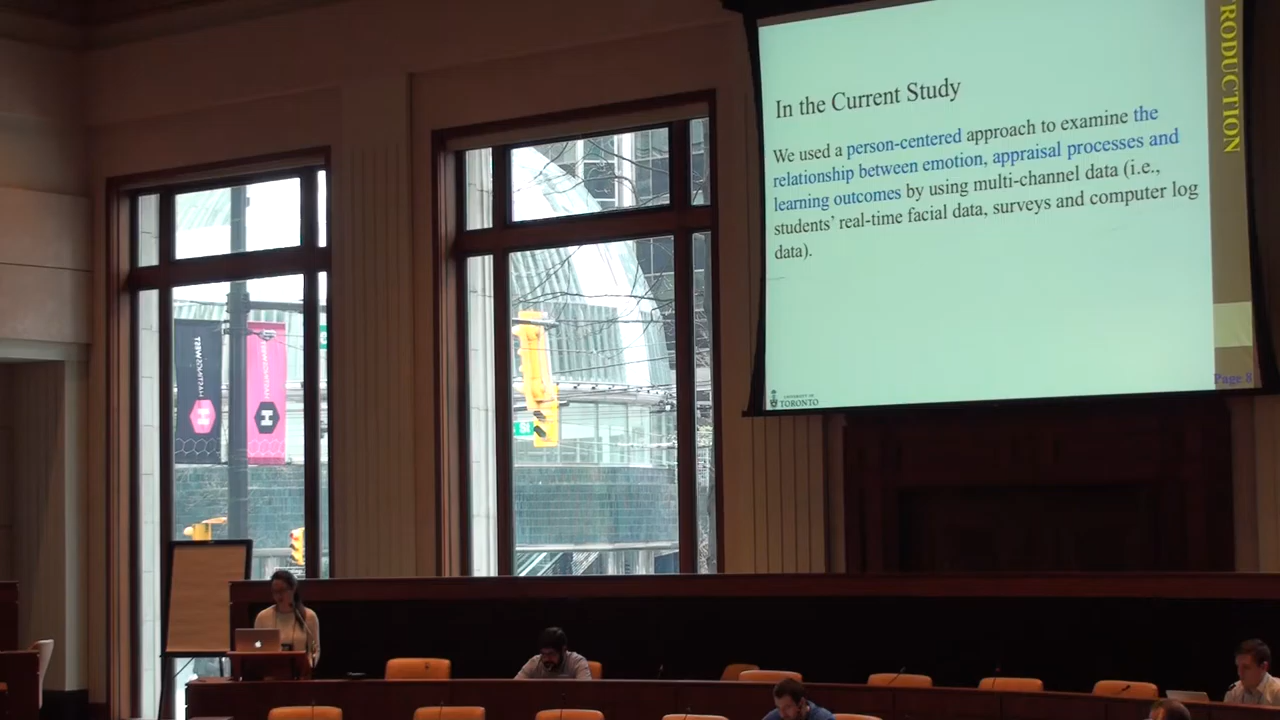 In the Current Study
We used a person-centered approach to examine the
relationship between emotion, appraisal processes and
learning outcomes by using multi-channel data (i.e.,
students' real-time facial data, surveys and computer log
data).
RODUCTION
Page 8
UNIVERSITY OF
TORONTO